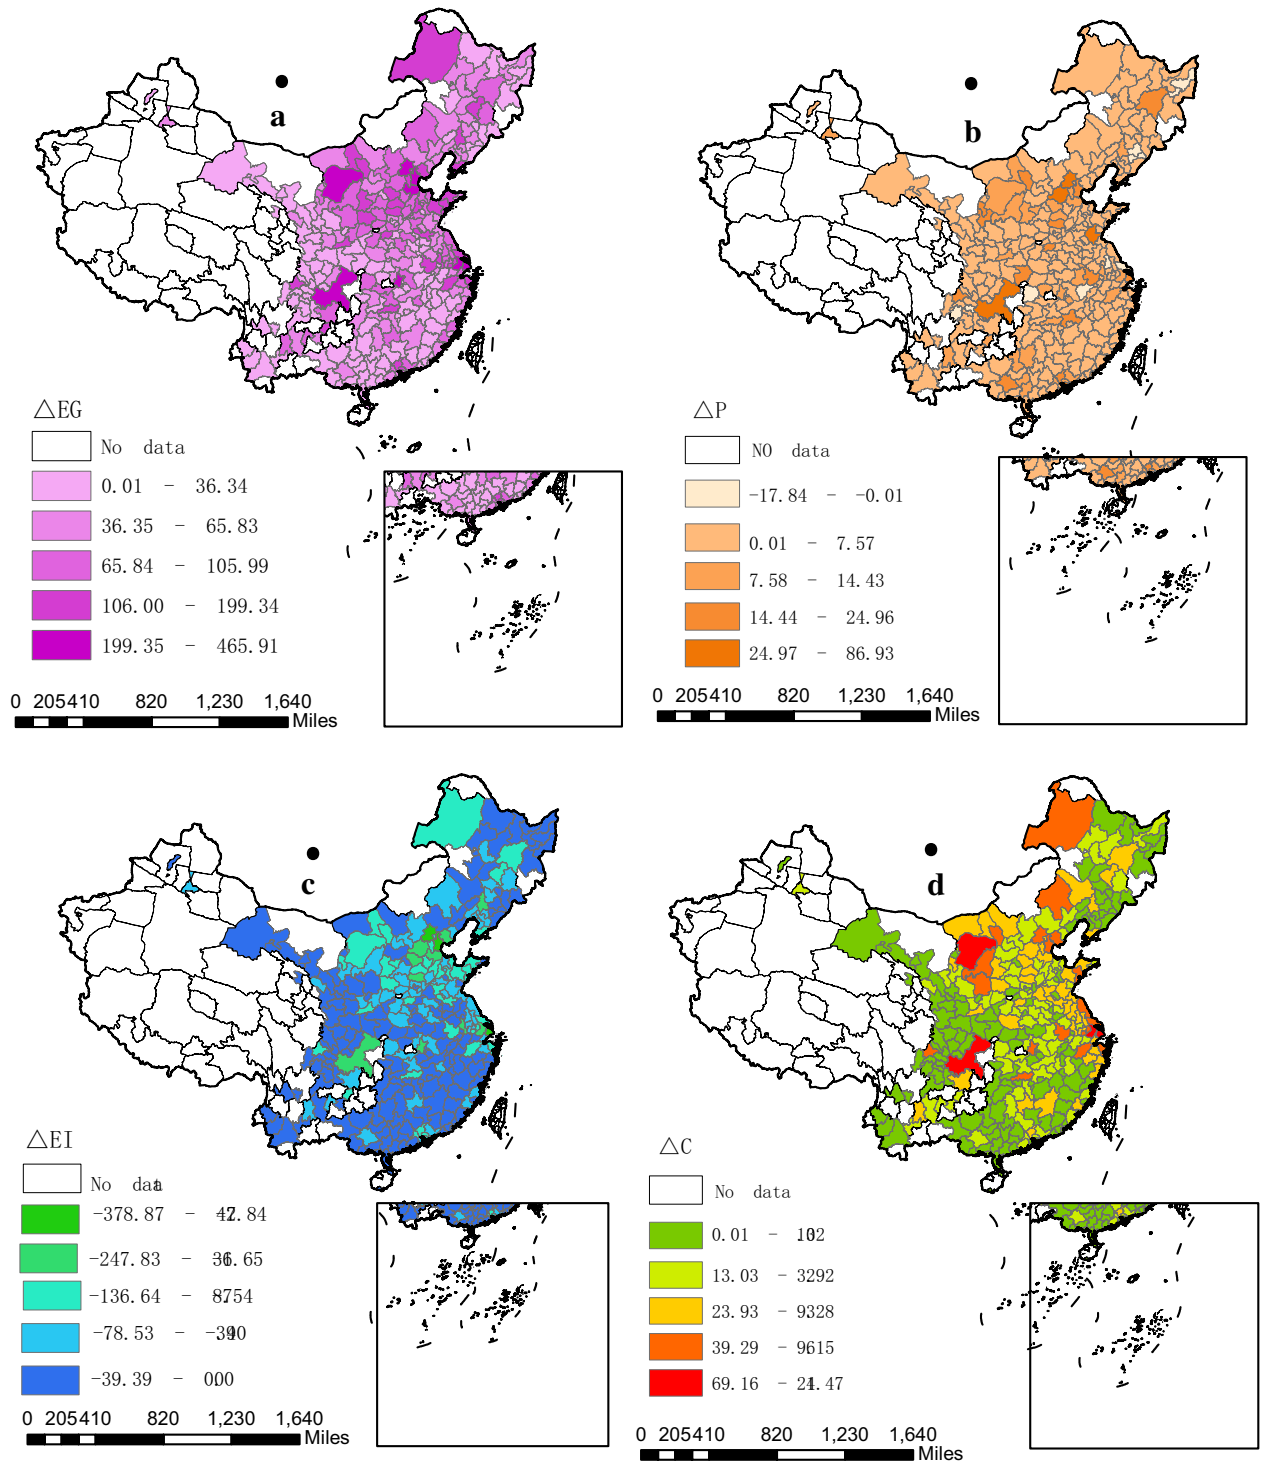 a
△EG
No data
0.01 - 36.34
36.35 - 65.83
65.84 - 105.99
106.00 - 199.34
199.35 - 465.91
0 205410 820 1,230 1,640
Miles
b
△P
NO data
-17.84 - -0.01
0.01 - 7.57
7.58 - 14.43
14.44 - 24.96
24.97 - 86.93
0 205410 820 1,230 1,640
Miles
c
△EI
No data
-378.87 -
-247.83 -
-136.64 -
-78.53 -
-39.39 -
0 205410 820 1,230 1,640
Miles
d
△C
No data
0.01 -
13.03 -
23.93 -
39.29 -
69.16 -
0 205410 820 1,230 1,640
Miles